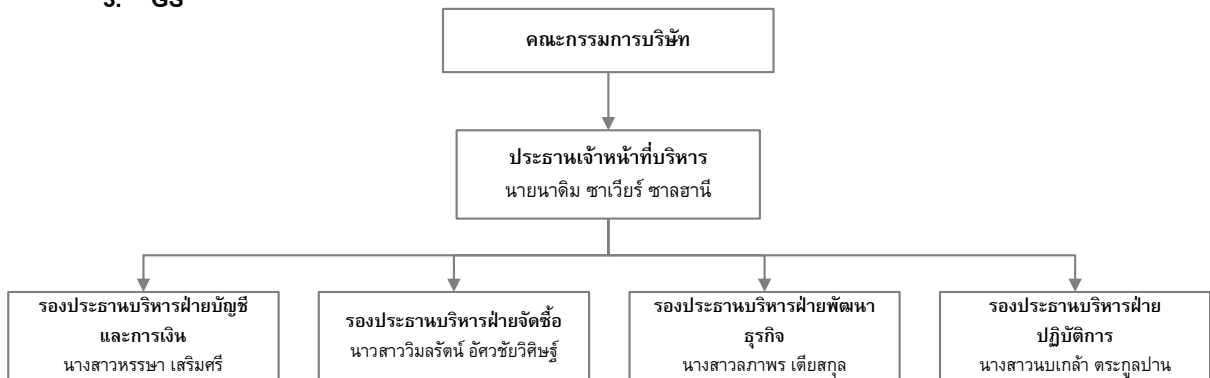 3. GS
คณะกรรมการบริษัท
ประธานเจ้าหน้าที่บริหาร
นายนาดิม ซาเวียร์ ซาลฮานี
รองประธานบริหารฝ่ายบัญชี
และการเงิน
นางสาวหรรษา เสริมศรี
รองประธานบริหารฝ่ายจัดซื้อ
นาวสาววิมลรัตน์ อัศวชัยวิศิษฐ์
รองประธานบริหารฝ่ายพัฒนา
ธุรกิจ
นางสาวลภาพร เตียสกุล
รองประธานบริหารฝ่าย
ปฏิบัติการ
นางสาวนบเกล้า ตระกูลปาน